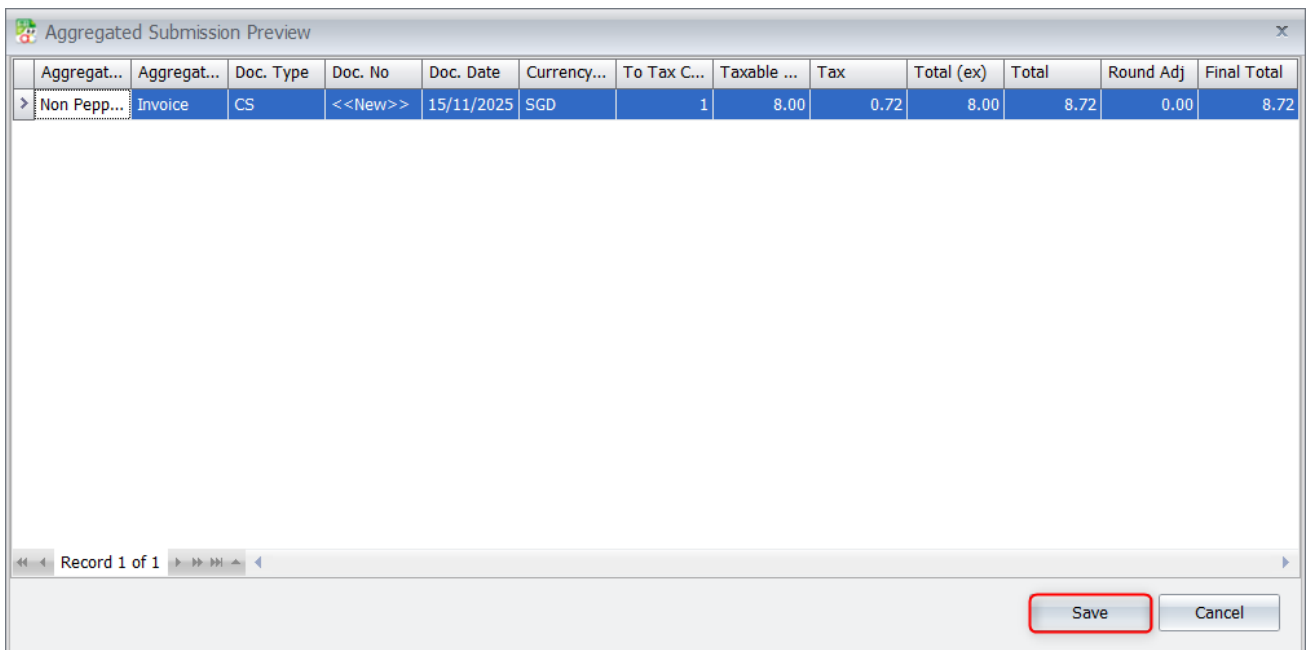 Aggregated Submission Preview
Aggregat... Aggregat... Doc. Type Doc. No Doc. Date Currency... To Tax C... Taxable ... Tax Total (ex) Total Round Adj Final Total
Non Pepp... Invoice CS <<New>> 15/11/2025 SGD 1 8.00 0.72 8.00 8.72 0.00 8.72
Record 1 of 1
Save Cancel